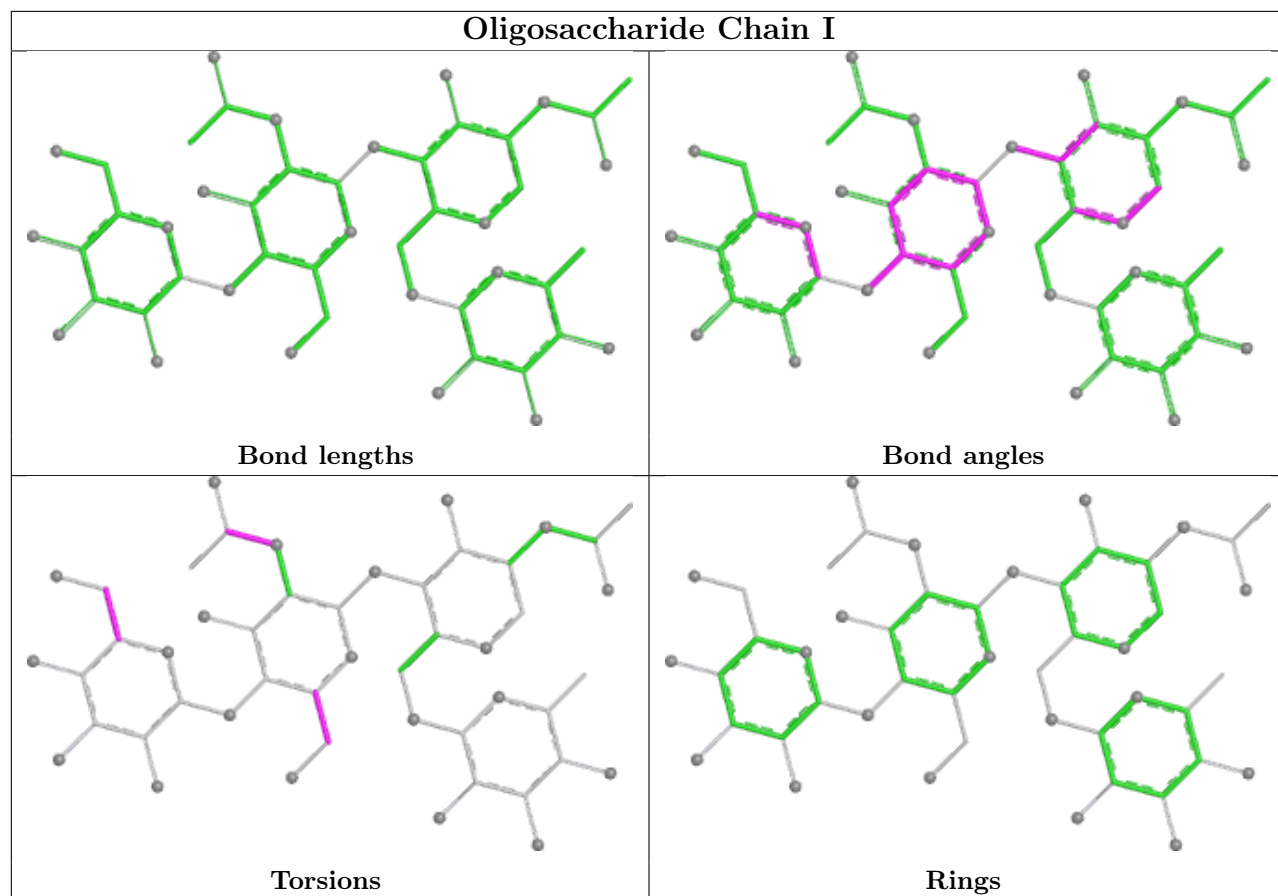 Oligosaccharide Chain I
Bond lengths
Bond angles
Torsions
Rings